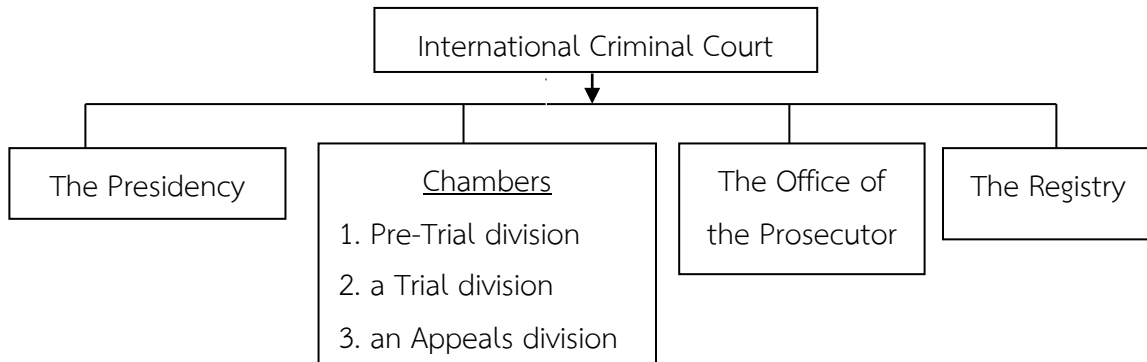 International Criminal Court
The Presidency
Chambers
1. Pre-Trial division
2. a Trial division
3. an Appeals division
The Office of
the Prosecutor
The Registry